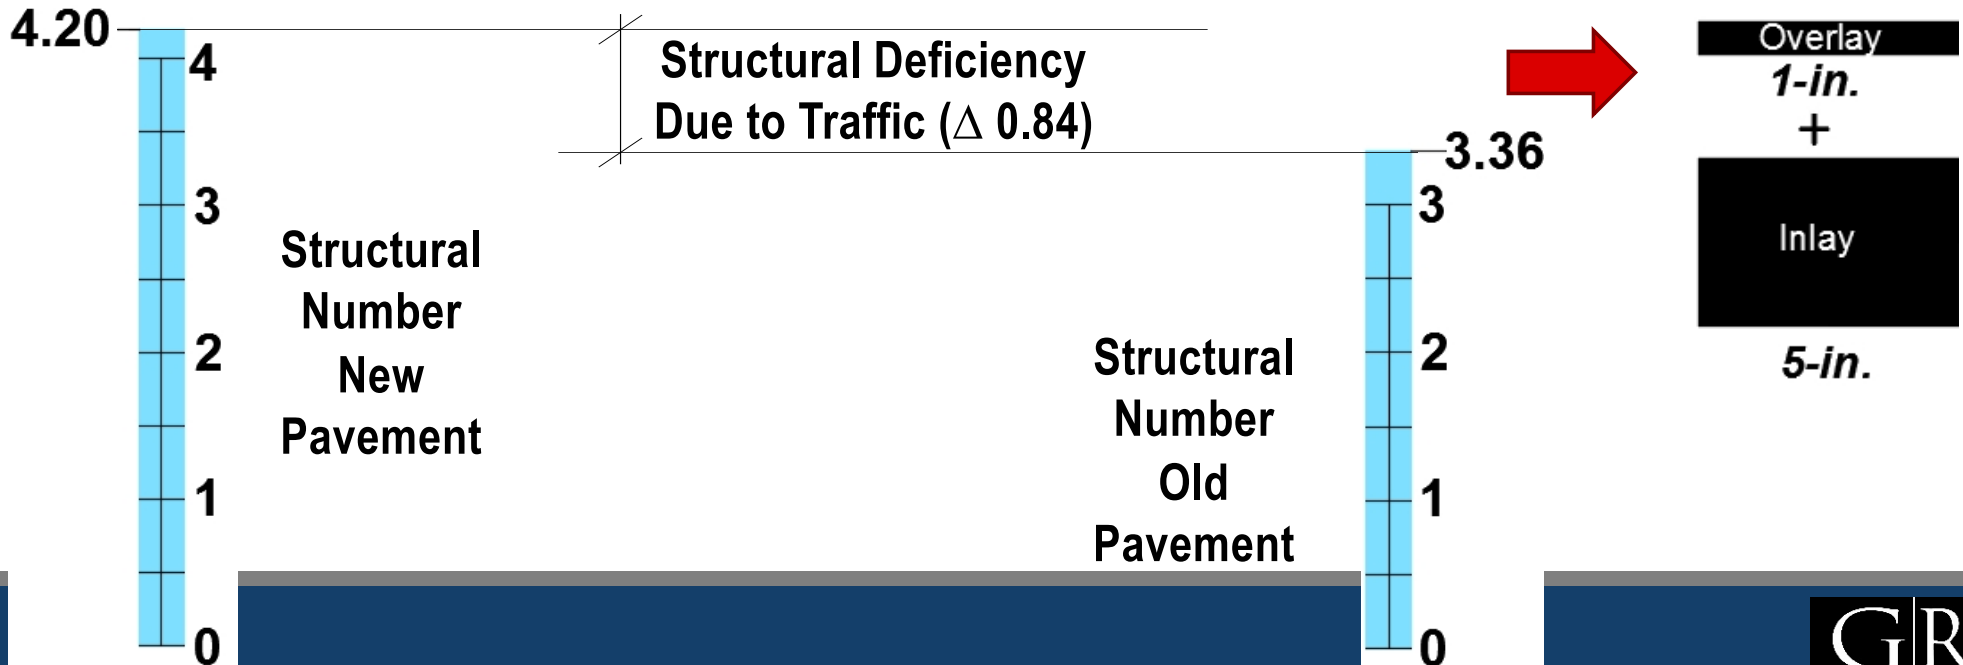 4.20
4
3
2
1
0
Structural
Number
New
Pavement
Structural Deficiency
Due to Traffic (Δ 0.84)
3.36
3
2
1
0
Structural
Number
Old
Pavement
Overlay
1-in.
+
Inlay
5-in.
G|R